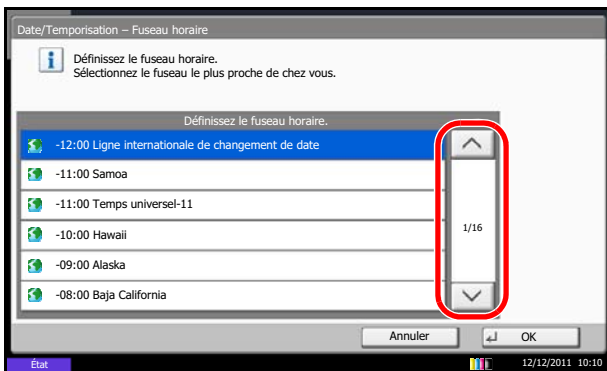 Date/Temporisation – Fuseau horaire
Définissez le fuseau horaire.
Sélectionnez le fuseau le plus proche de chez vous.
Définissez le fuseau horaire.
-12:00 Ligne internationale de changement de date
-11:00 Samoa
-11:00 Temps universel-11
-10:00 Hawaii
-09:00 Alaska
-08:00 Baja California
1/16
Annuler
OK
État
12/12/2011 10:10